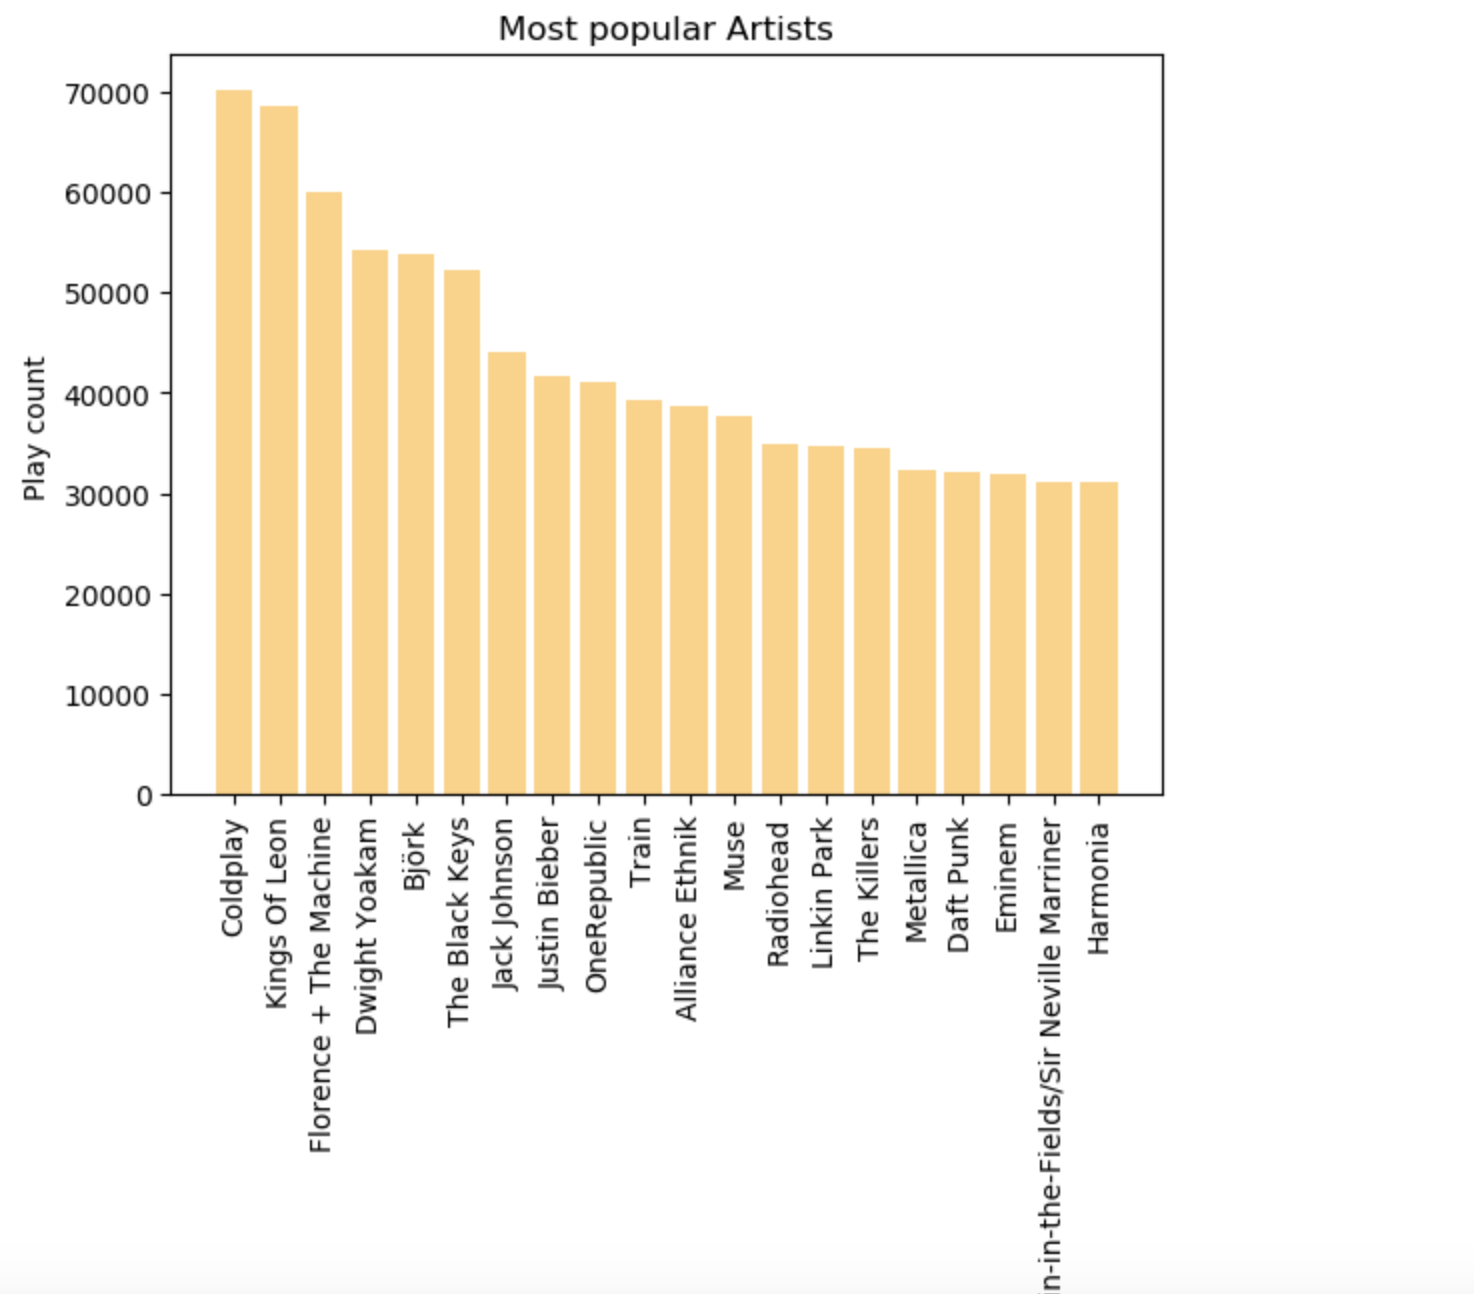 Most popular Artists
Play count
70000
60000
50000
40000
30000
20000
10000
0
Coldplay
Kings Of Leon
Florence + The Machine
Dwight Yoakam
Björk
The Black Keys
Jack Johnson
Justin Bieber
OneRepublic
Train
Alliance Ethnik
Muse
Radiohead
Linkin Park
The Killers
Metallica
Daft Punk
Eminem
in-in-the-Fields/Sir Neville Marriner
Harmonia